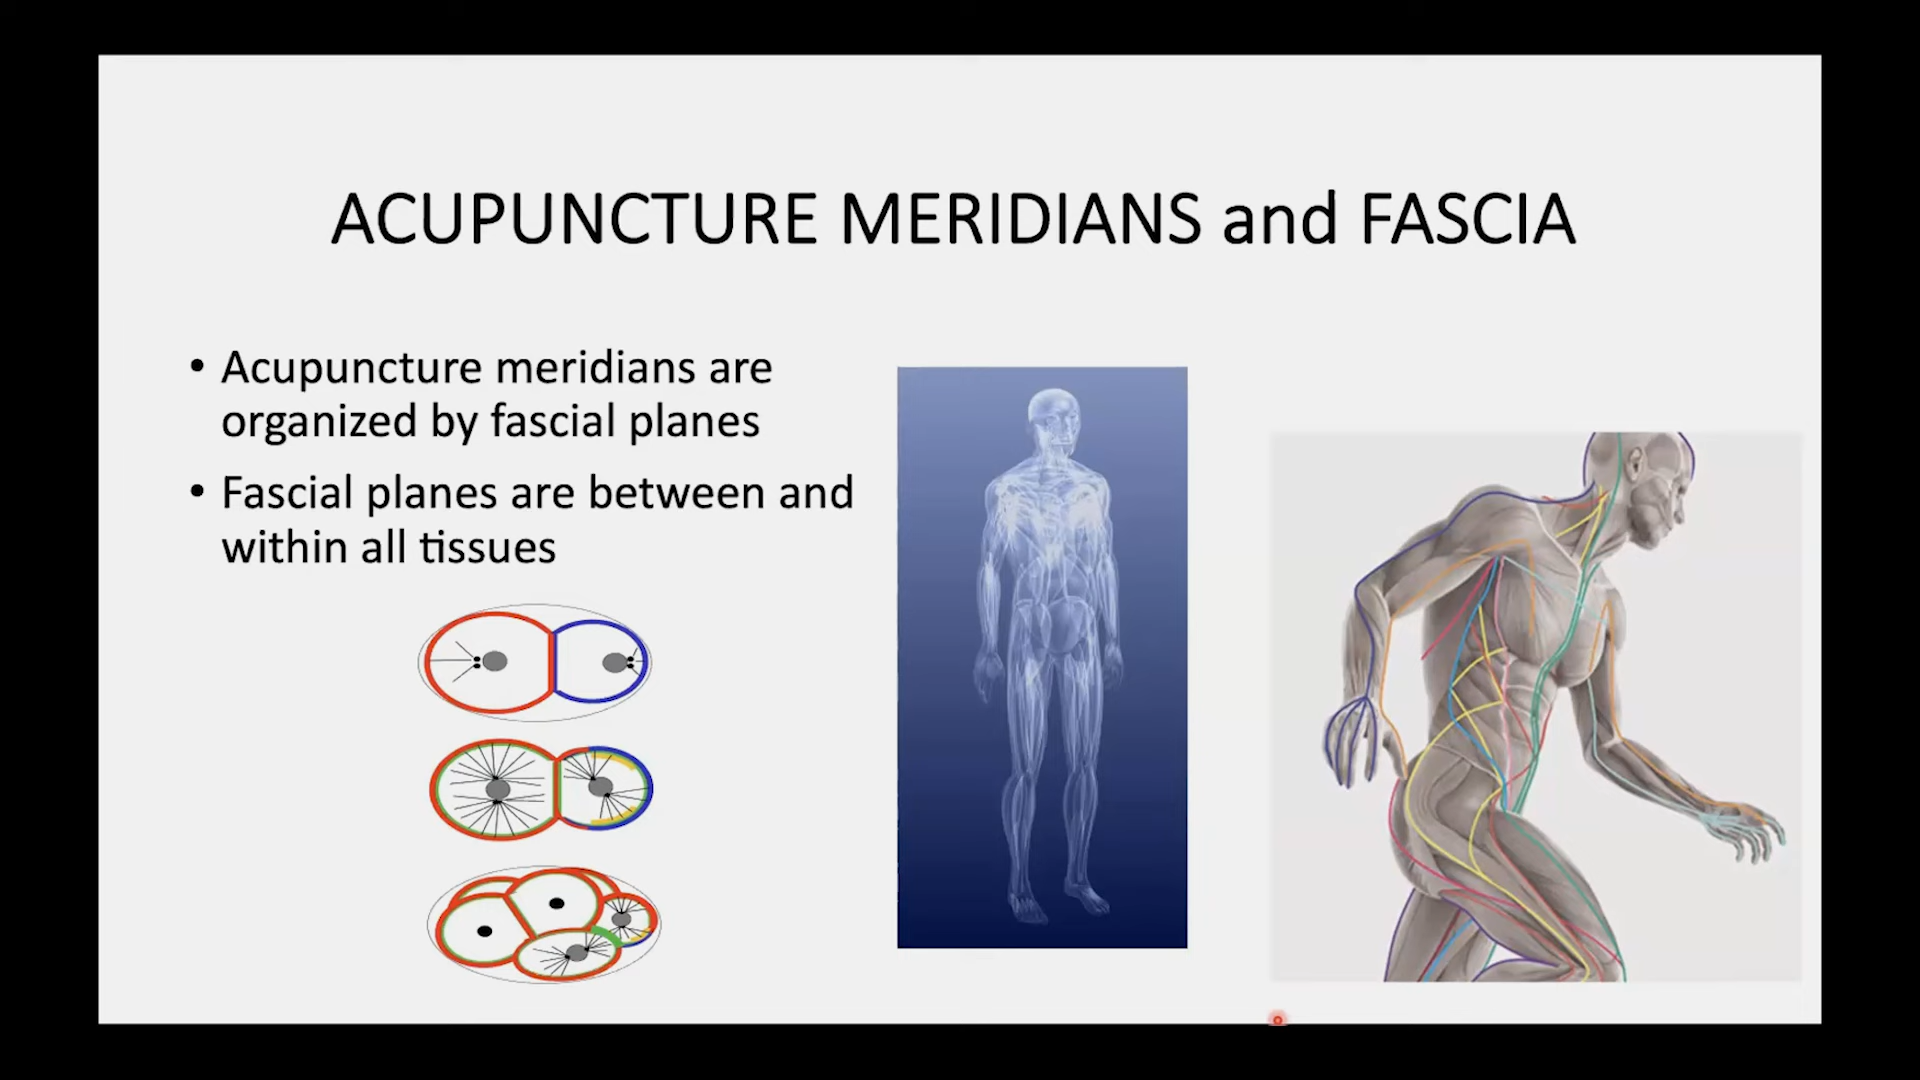 ACUPUNCTURE MERIDIANS and FASCIA
• Acupuncture meridians are
organized by fascial planes
• Fascial planes are between and
within all tissues